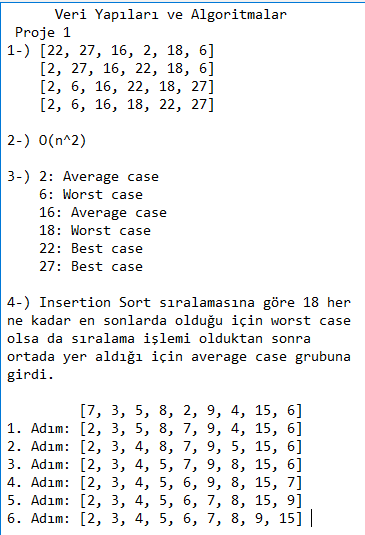 Veri Yapıları ve Algoritmalar
Proje 1
1-) [22, 27, 16, 2, 18, 6]
[2, 27, 16, 22, 18, 6]
[2, 6, 16, 22, 18, 27]
[2, 6, 16, 18, 22, 27]
2-) O(n^2)
3-) 2: Average case
6: Worst case
16: Average case
18: Worst case
22: Best case
27: Best case
4-) Insertion Sort sıralamasına göre 18 her
ne kadar en sonlarda olduğu için worst case
olsa da sıralama işlemi olduktan sonra
ortada yer aldığı için average case grubuna
girdi.
[7, 3, 5, 8, 2, 9, 4, 15, 6]
1. Adım: [2, 3, 5, 8, 7, 9, 4, 15, 6]
2. Adım: [2, 3, 4, 8, 7, 9, 5, 15, 6]
3. Adım: [2, 3, 4, 5, 7, 9, 8, 15, 6]
4. Adım: [2, 3, 4, 5, 6, 9, 8, 15, 7]
5. Adım: [2, 3, 4, 5, 6, 7, 8, 15, 9]
6. Adım: [2, 3, 4, 5, 6, 7, 8, 9, 15]